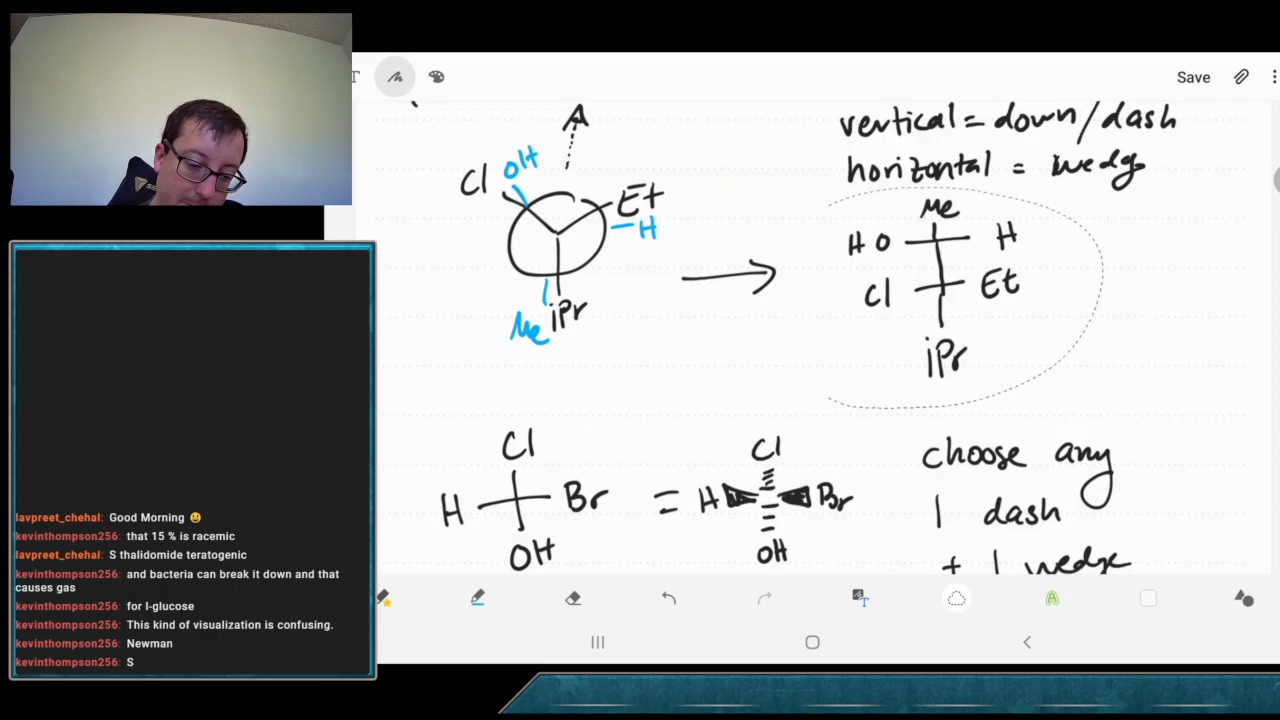 T
Save
A
vertical = down/dash
horizontal = wedge
Cl OH
Et
H
Me iPr
Me
HO H
Cl Et
iPr
Cl
H Br
OH
=
Cl
H Br
OH
choose any
1 dash
+ 1 wedge
A
T
lavpreet_chehal: Good Morning 😃
kevinthompson256: that 15 % is racemic
lavpreet_chehal: S thalidomide teratogenic
kevinthompson256: and bacteria can break it down and that
causes gas
kevinthompson256: for l-glucose
kevinthompson256: This kind of visualization is confusing.
kevinthompson256: Newman
kevinthompson256: S